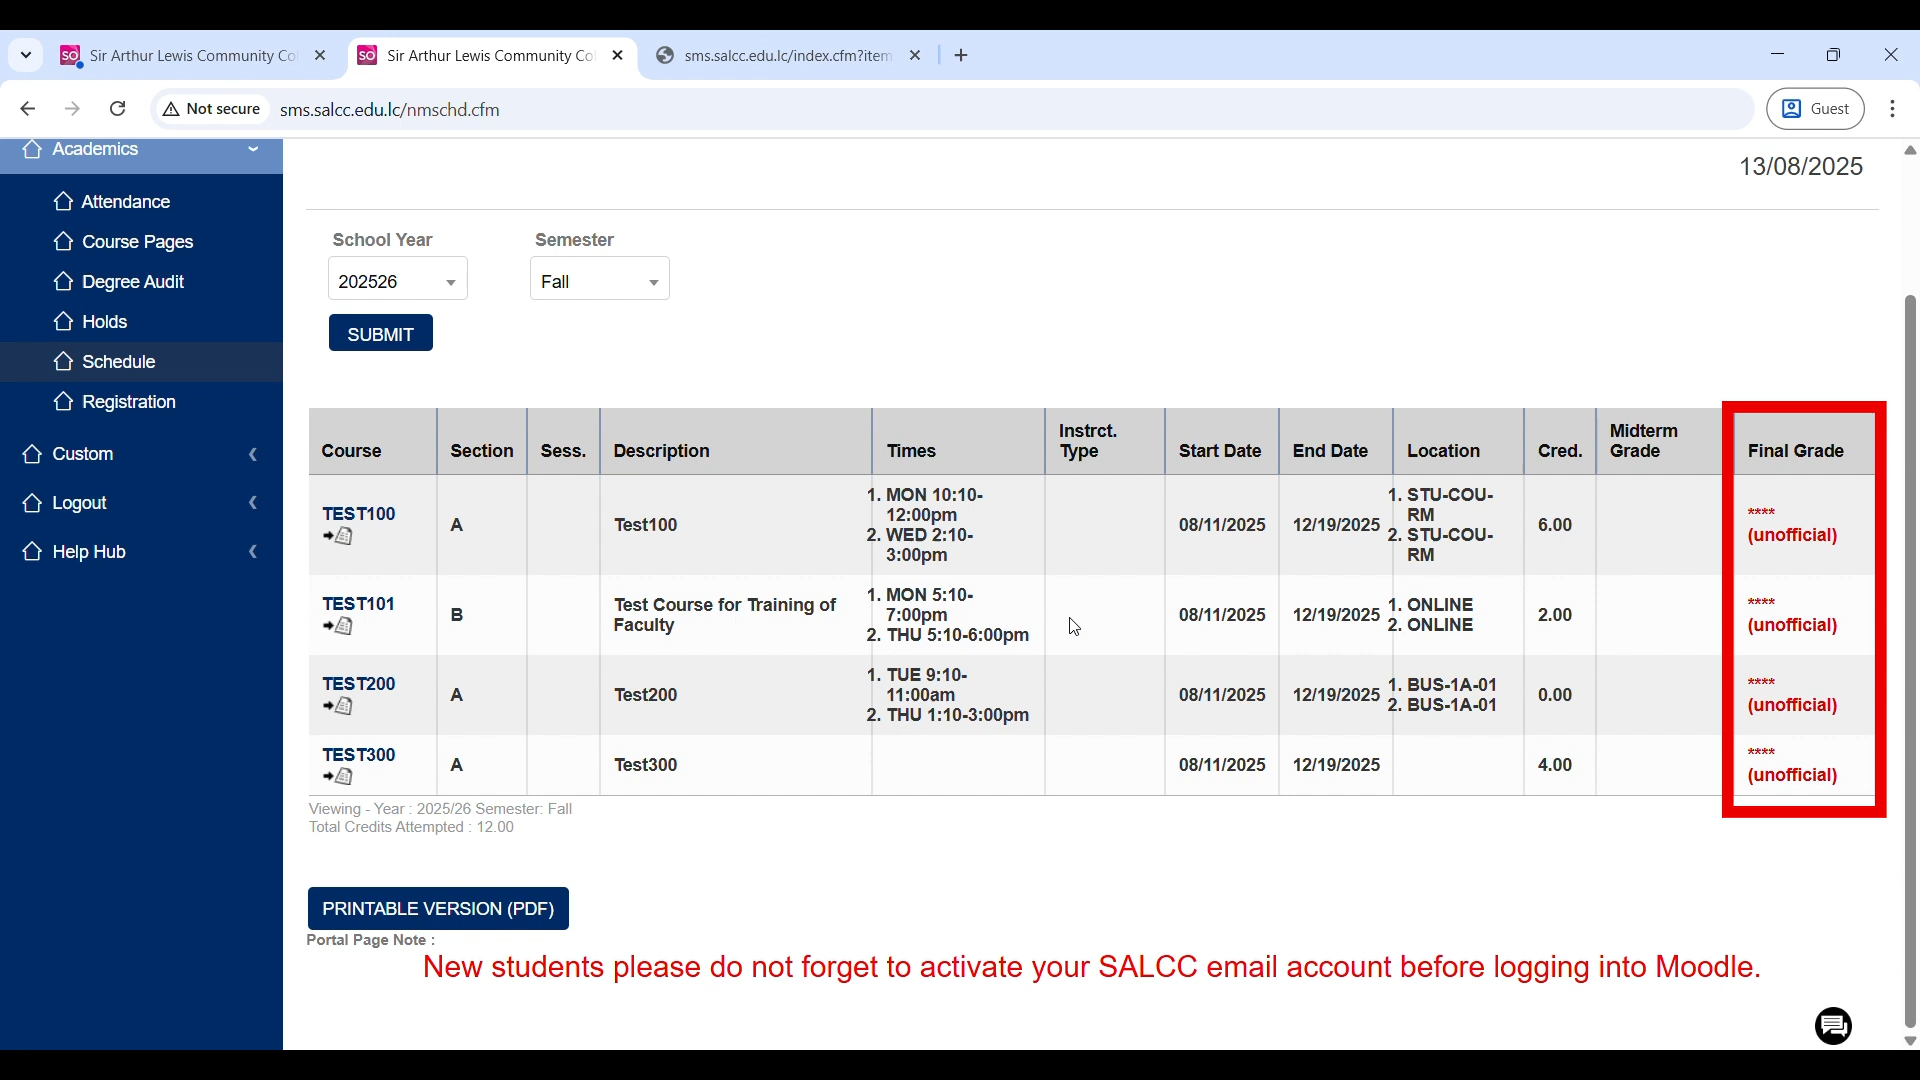 Sir Arthur Lewis Community Co
Sir Arthur Lewis Community Co
sms.salcc.edu.lc/index.cfm?item
Not secure
sms.salcc.edu.lc/nmschd.cfm
Guest
Academics
Attendance
Course Pages
Degree Audit
Holds
Schedule
Registration
Custom
Logout
Help Hub
13/08/2025
School Year
Semester
202526
Fall
SUBMIT
Course Section Sess. Description Times Instrct. Type Start Date End Date Location Cred. Midterm Grade Final Grade
TEST100 A Test100 1. MON 10:10-12:00pm 2. WED 2:10-3:00pm 08/11/2025 12/19/2025 1. STU-COU-RM 2. STU-COU-RM 6.00 **** (unofficial)
TEST101 B Test Course for Training of Faculty 1. MON 5:10-7:00pm 2. THU 5:10-6:00pm 08/11/2025 12/19/2025 1. ONLINE 2. ONLINE 2.00 **** (unofficial)
TEST200 A Test200 1. TUE 9:10-11:00am 2. THU 1:10-3:00pm 08/11/2025 12/19/2025 1. BUS-1A-01 2. BUS-1A-01 0.00 **** (unofficial)
TEST300 A Test300 08/11/2025 12/19/2025 4.00 **** (unofficial)
Viewing - Year : 2025/26 Semester: Fall
Total Credits Attempted : 12.00
PRINTABLE VERSION (PDF)
Portal Page Note :
New students please do not forget to activate your SALCC email account before logging into Moodle.